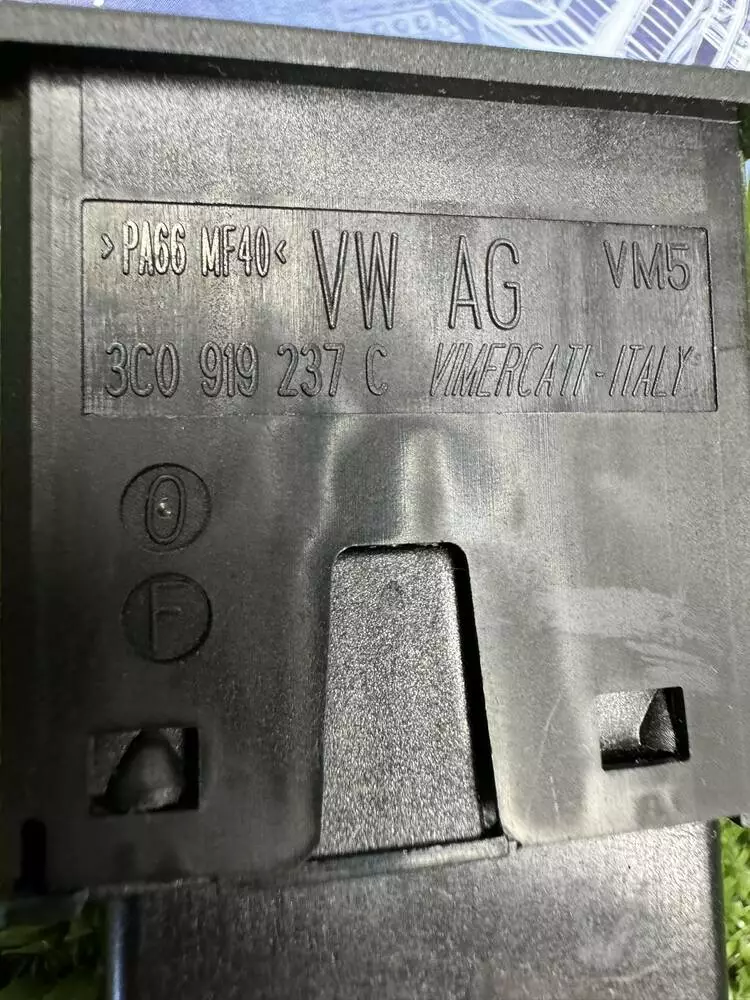 >PA66 MF40< VW AG VM5
3C0 919 237 C VIMERCATI-ITALY
0
F